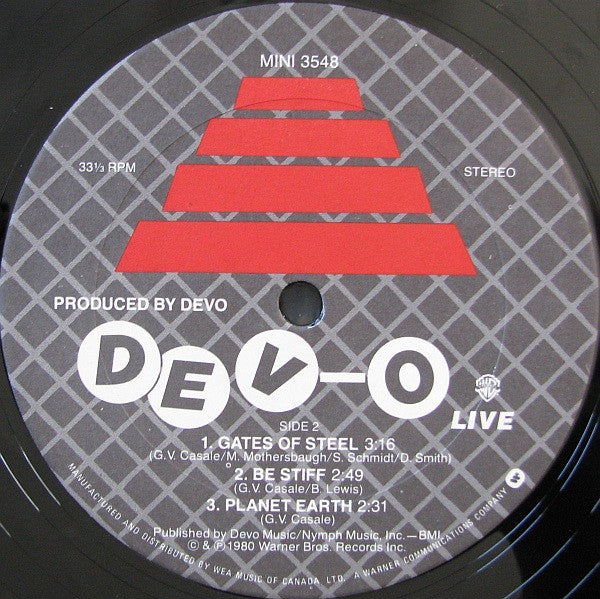 MINI 3548
33⅓ RPM
STEREO
PRODUCED BY DEVO
DEV-O
LIVE
SIDE 2
1. GATES OF STEEL 3:16
(G.V. Casale/M. Mothersbaugh/S. Schmidt/D. Smith)
2. BE STIFF 2:49
(G.V. Casale/B. Lewis)
3. PLANET EARTH 2:31
(G.V. Casale)
Published by Devo Music/Nymph Music, Inc.—BMI.
© & ℗ 1980 Warner Bros. Records Inc.
MANUFACTURED AND DISTRIBUTED BY WEA MUSIC OF CANADA, LTD. A WARNER COMMUNICATIONS COMPANY